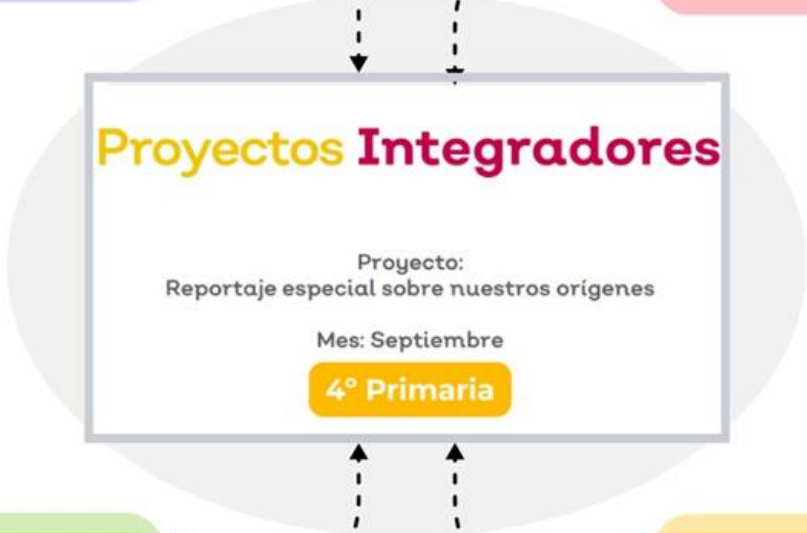 Proyectos Integradores
Proyecto:
Reportaje especial sobre nuestros orígenes
Mes: Septiembre
4° Primaria